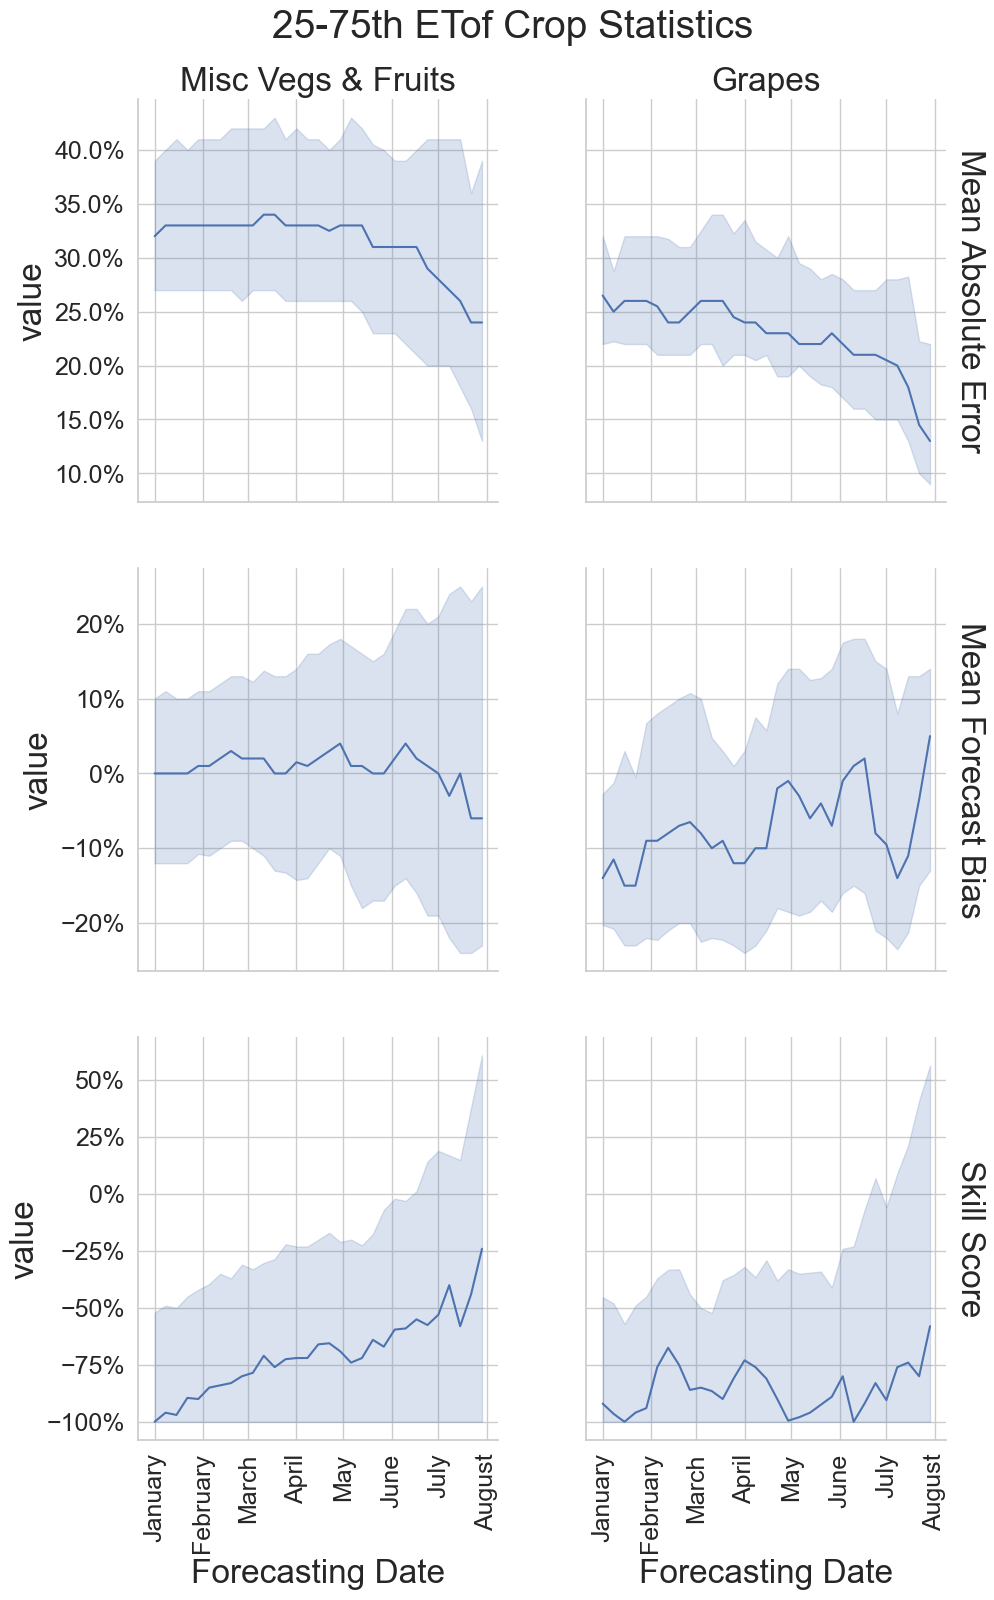 25-75th ETof Crop Statistics
Misc Vegs & Fruits
Grapes
40.0%
35.0%
30.0%
25.0%
20.0%
15.0%
10.0%
value
Mean Absolute Error
20%
10%
0%
−10%
−20%
value
Mean Forecast Bias
50%
25%
0%
−25%
−50%
−75%
−100%
value
Skill Score
January
February
March
April
May
June
July
August
January
February
March
April
May
June
July
August
Forecasting Date
Forecasting Date